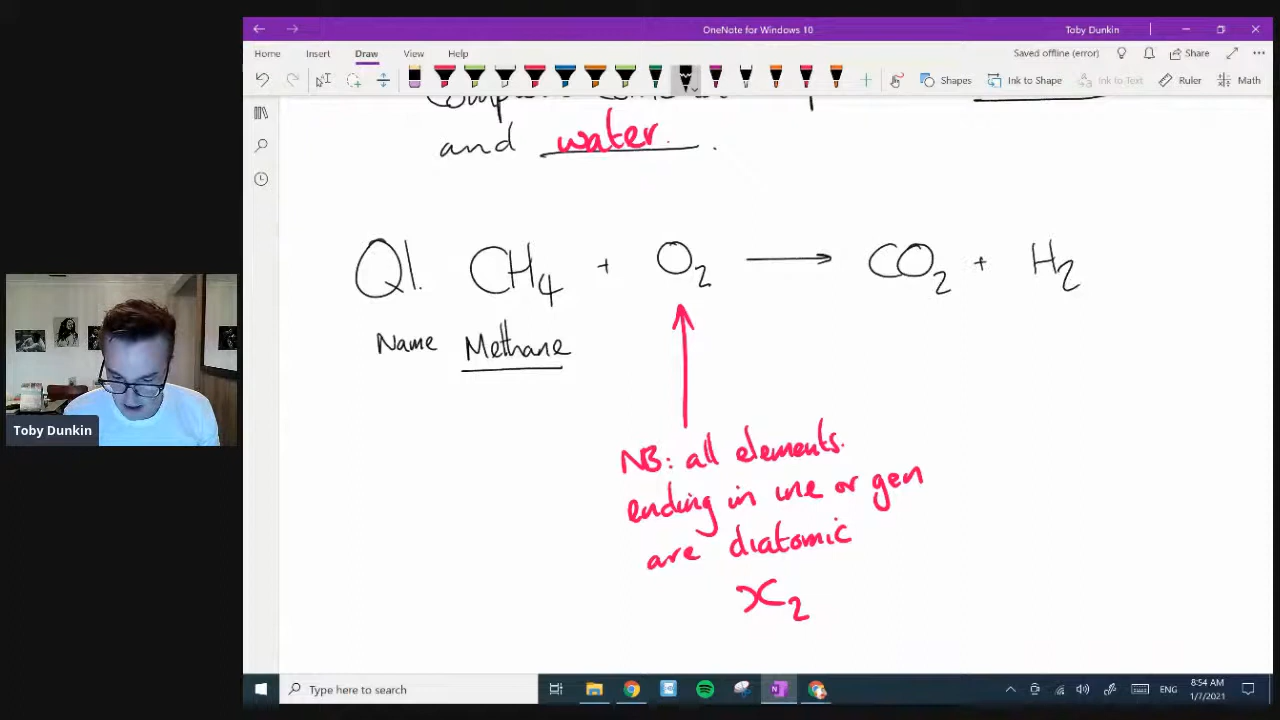 OneNote for Windows 10
Toby Dunkin
Home Insert Draw View Help
Saved offline (error)
Share
Shapes
Ink to Shape
Ink to Text
Ruler
Math
and water.
Q1. CH4 + O2 → CO2 + H2
Name Methane
NB: all elements.
ending in ine or gen
are diatomic
X2
Toby Dunkin
Type here to search
ENG
8:54 AM
1/7/2021